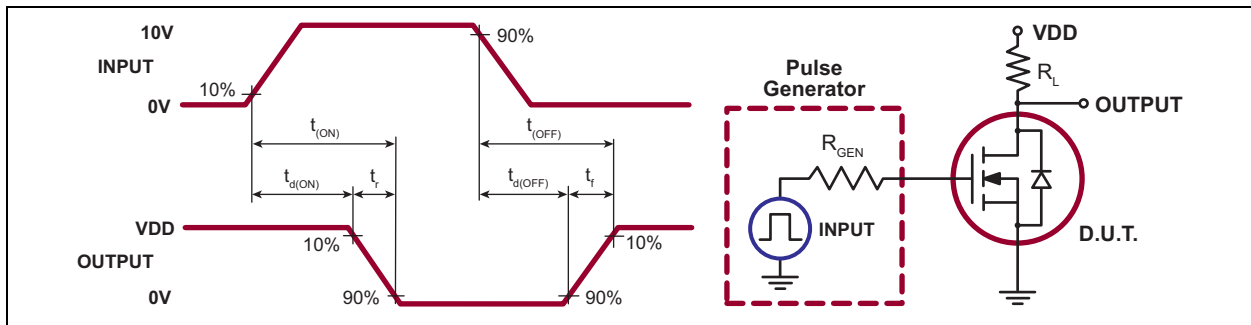 10V
INPUT
0V
10%
90%
t(ON)
t(OFF)
td(ON)
tr
td(OFF)
tf
VDD
OUTPUT
0V
10%
90%
90%
10%
Pulse
Generator
RGEN
INPUT
VDD
RL
OUTPUT
D.U.T.